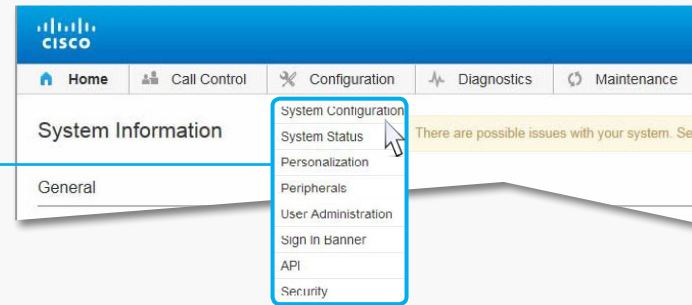 CISCO
Home Call Control Configuration Diagnostics Maintenance
System Information
There are possible issues with your system. Se
General
System Configuration
System Status
Personalization
Peripherals
User Administration
Sign In Banner
API
Security